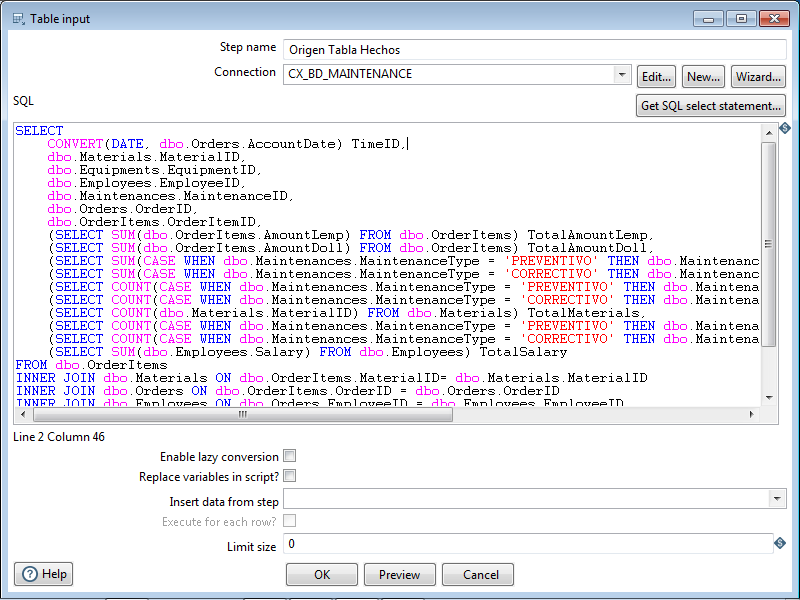 Table input
Step name Origen Tabla Hechos
Connection CX_BD_MAINTENANCE Edit... New... Wizard...
SQL Get SQL select statement...
SELECT
CONVERT(DATE, dbo.Orders.AccountDate) TimeID,
dbo.Materials.MaterialID,
dbo.Equipments.EquipmentID,
dbo.Employees.EmployeeID,
dbo.Maintenances.MaintenanceID,
dbo.Orders.OrderID,
dbo.OrderItems.OrderItemID,
(SELECT SUM(dbo.OrderItems.AmountLemp) FROM dbo.OrderItems) TotalAmountLemp,
(SELECT SUM(dbo.OrderItems.AmountDoll) FROM dbo.OrderItems) TotalAmountDoll,
(SELECT SUM(CASE WHEN dbo.Maintenances.MaintenanceType = 'PREVENTIVO' THEN dbo.Maintenanc
(SELECT SUM(CASE WHEN dbo.Maintenances.MaintenanceType = 'CORRECTIVO' THEN dbo.Maintenanc
(SELECT COUNT(CASE WHEN dbo.Maintenances.MaintenanceType = 'PREVENTIVO' THEN dbo.Maintena
(SELECT COUNT(CASE WHEN dbo.Maintenances.MaintenanceType = 'CORRECTIVO' THEN dbo.Maintena
(SELECT COUNT(dbo.Materials.MaterialID) FROM dbo.Materials) TotalMaterials,
(SELECT COUNT(CASE WHEN dbo.Maintenances.MaintenanceType = 'PREVENTIVO' THEN dbo.Maintena
(SELECT COUNT(CASE WHEN dbo.Maintenances.MaintenanceType = 'CORRECTIVO' THEN dbo.Maintena
(SELECT SUM(dbo.Employees.Salary) FROM dbo.Employees) TotalSalary
FROM dbo.OrderItems
INNER JOIN dbo.Materials ON dbo.OrderItems.MaterialID= dbo.Materials.MaterialID
INNER JOIN dbo.Orders ON dbo.OrderItems.OrderID = dbo.Orders.OrderID
INNER JOIN dbo.Employees ON dbo.OrderItems.EmployeeID = dbo.Employees.EmployeeID
Line 2 Column 46
Enable lazy conversion
Replace variables in script?
Insert data from step
Execute for each row?
Limit size 0
Help OK Preview Cancel